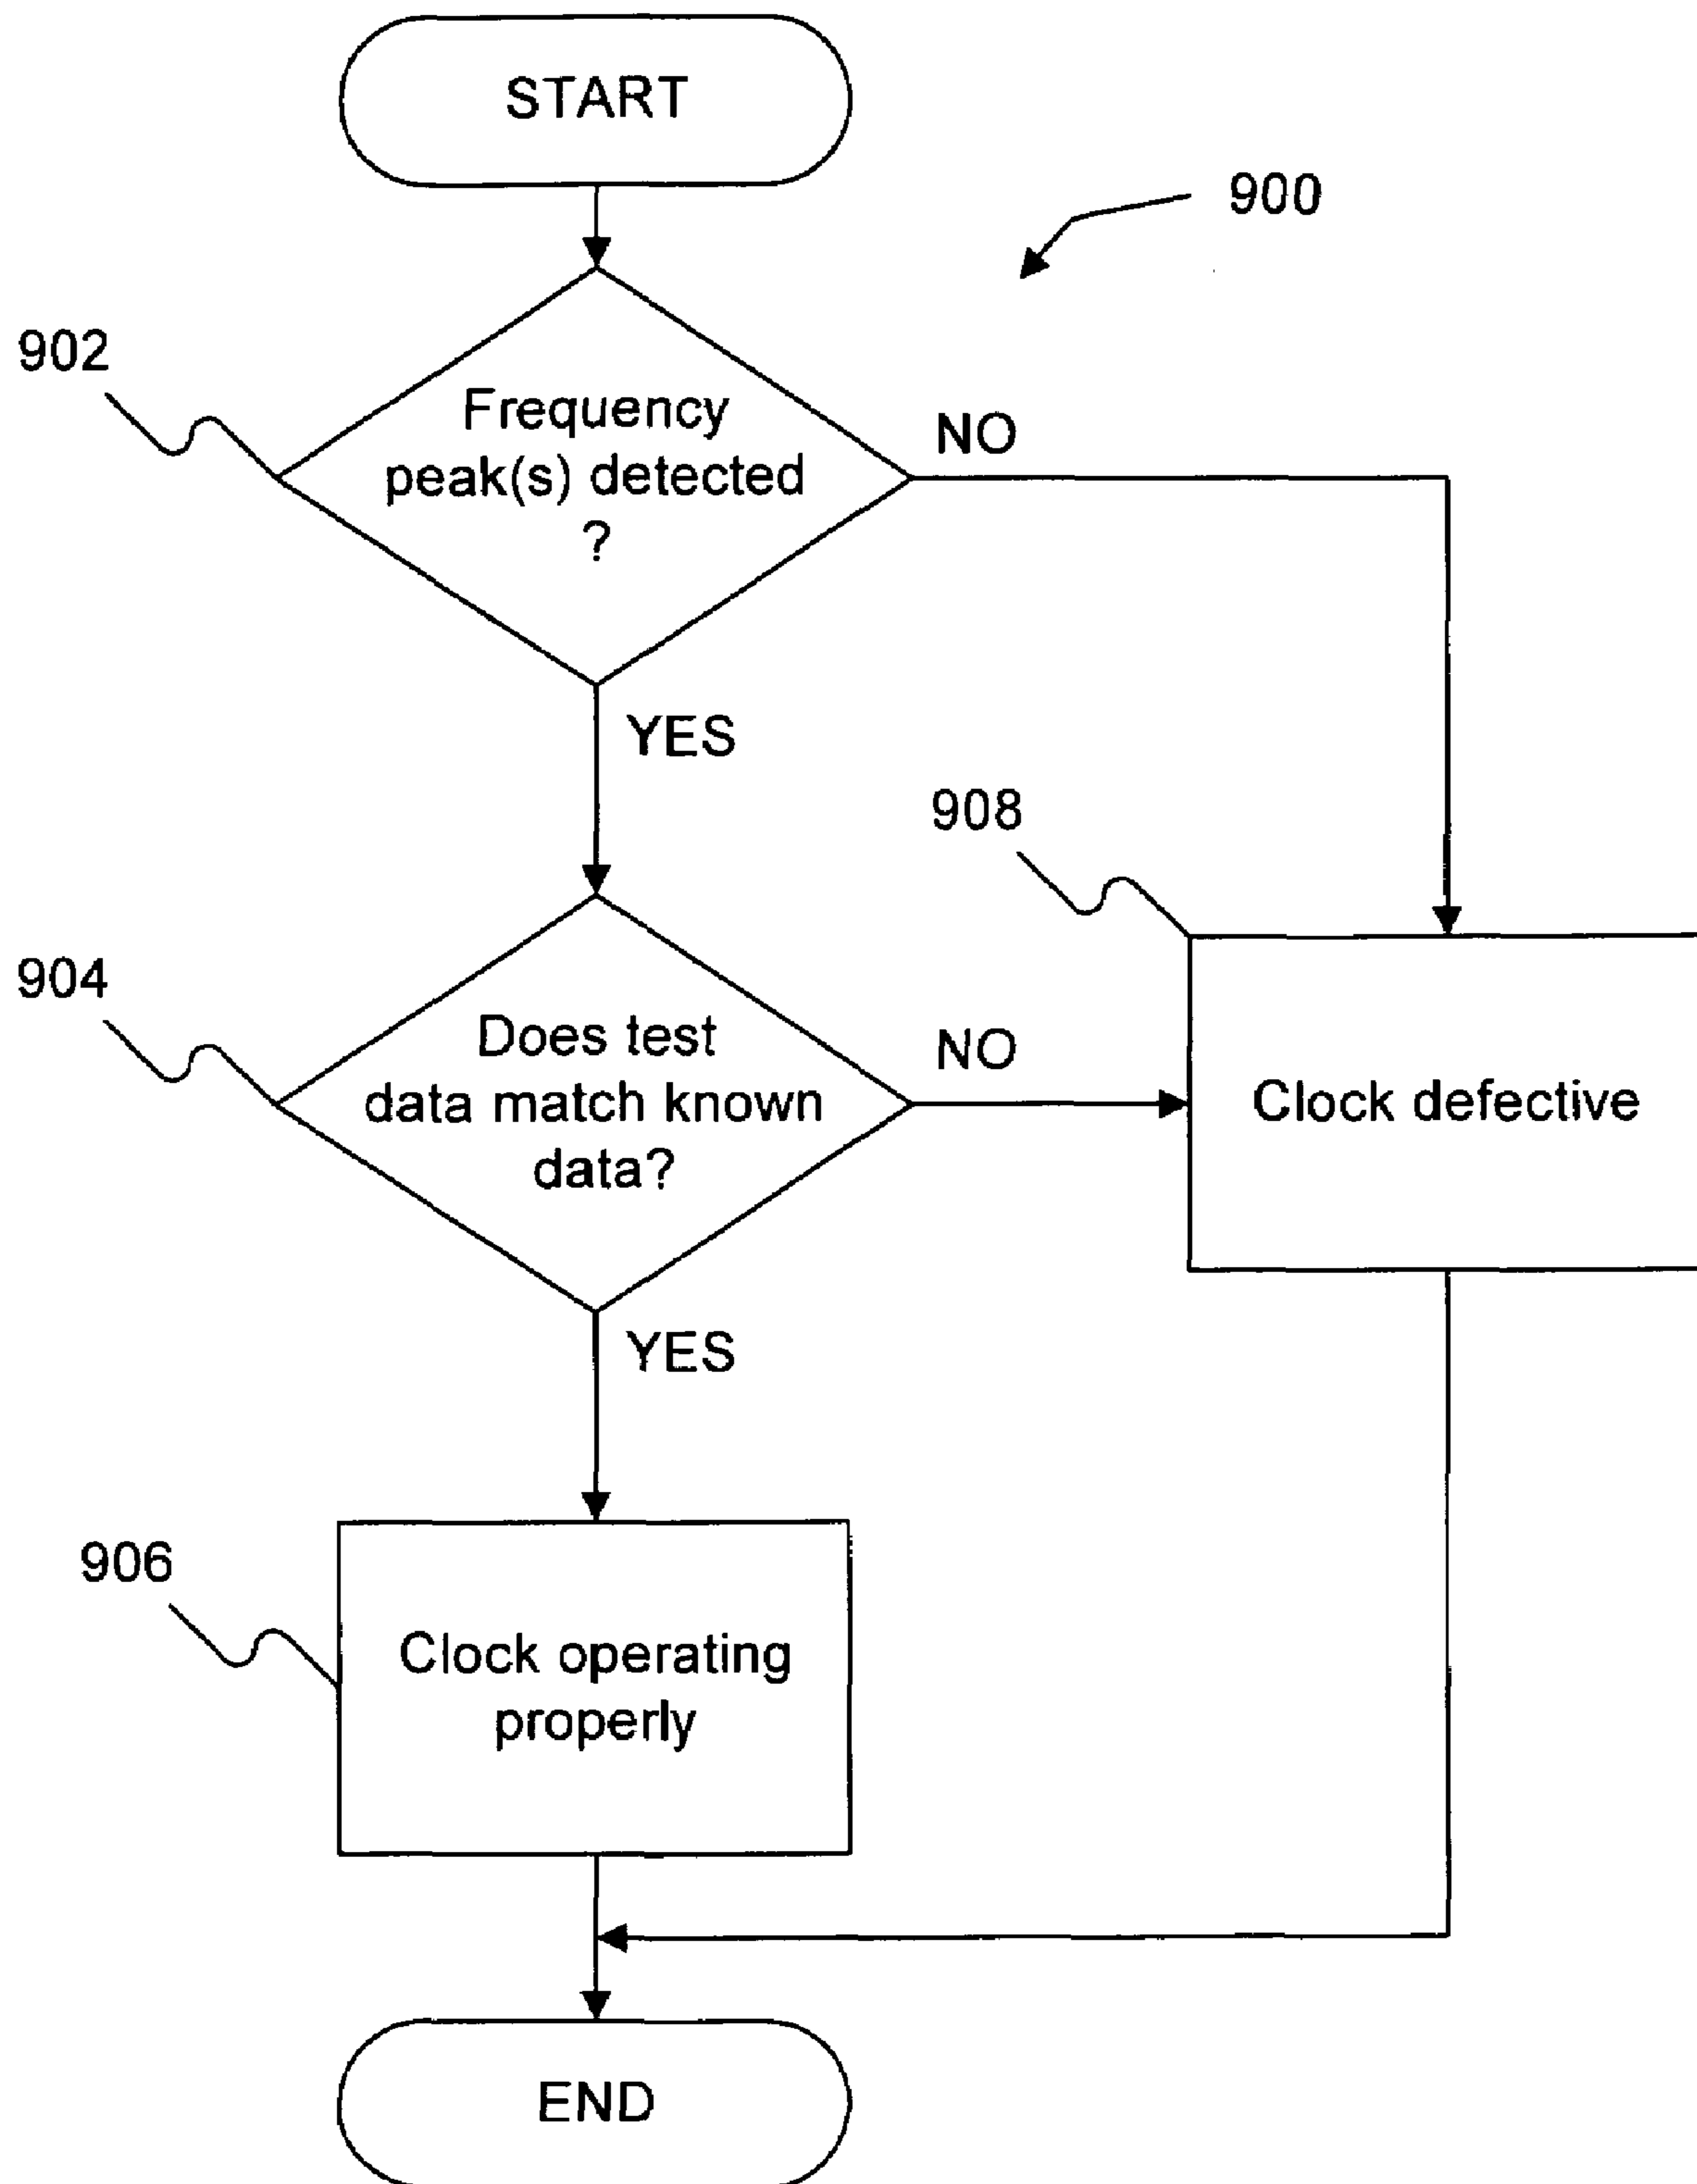 START
900
902
Frequency
peak(s) detected
?
NO
YES
908
904
Does test
data match known
data?
NO
Clock defective
YES
906
Clock operating
properly
END